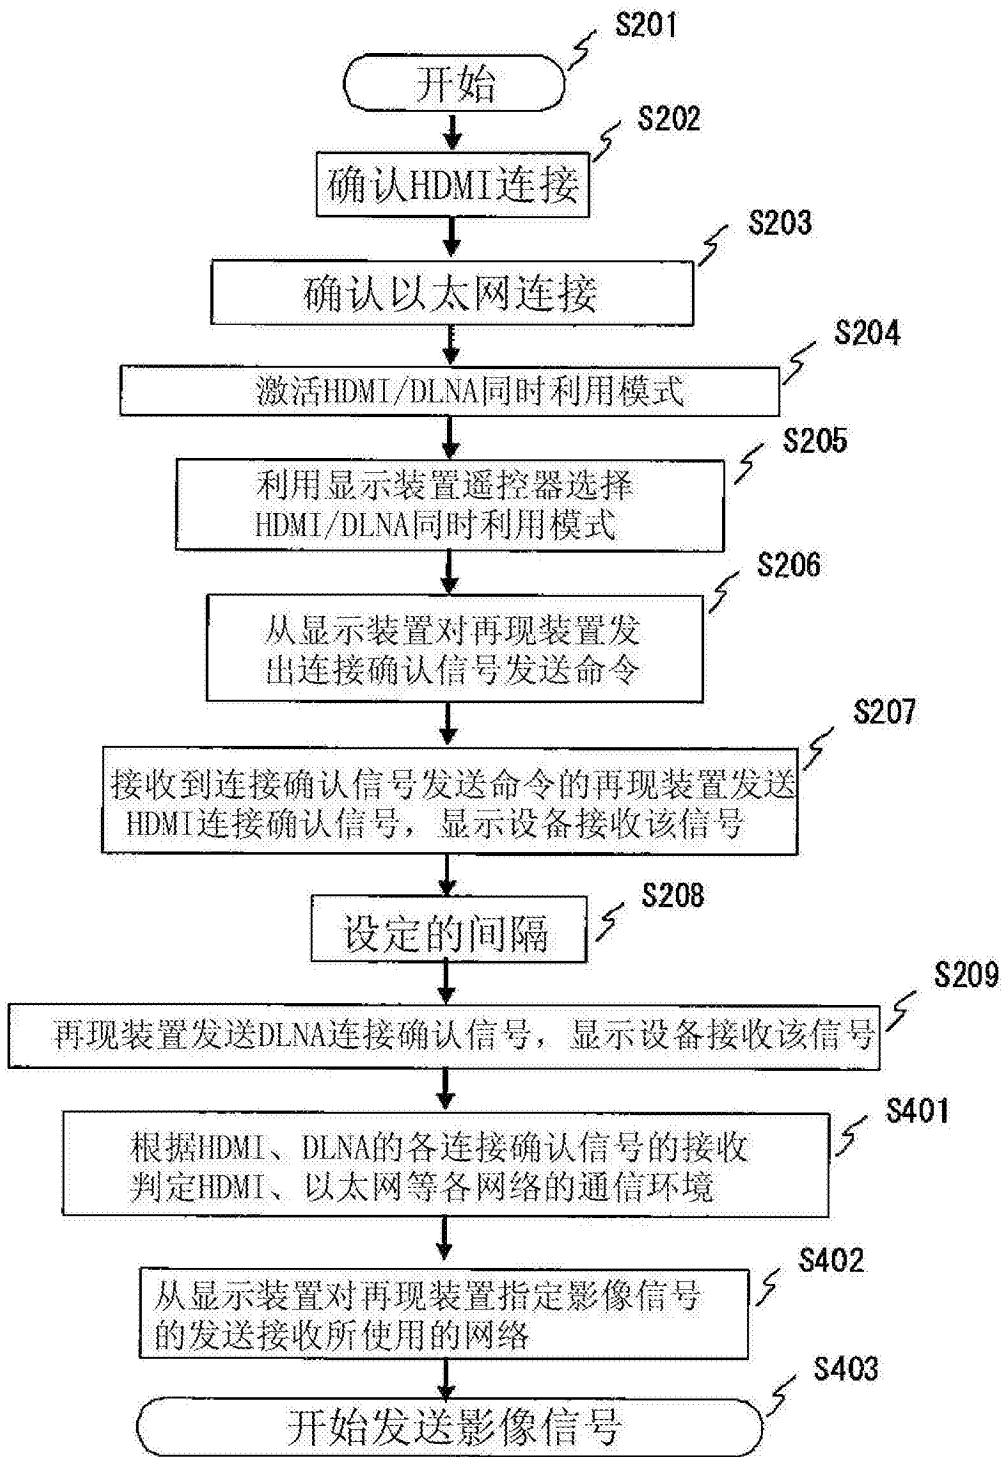 S201
开始
S202
确认HDMI连接
S203
确认以太网连接
S204
激活HDMI/DLNA同时利用模式
S205
利用显示装置遥控器选择
HDMI/DLNA同时利用模式
S206
从显示装置对再现装置发
出连接确认信号发送命令
S207
接收到连接确认信号发送命令的再现装置发送
HDMI连接确认信号，显示设备接收该信号
S208
设定的间隔
S209
再现装置发送DLNA连接确认信号，显示设备接收该信号
S401
根据HDMI、DLNA的各连接确认信号的接收
判定HDMI、以太网等各网络的通信环境
S402
从显示装置对再现装置指定影像信号
的发送接收所使用的网络
S403
开始发送影像信号